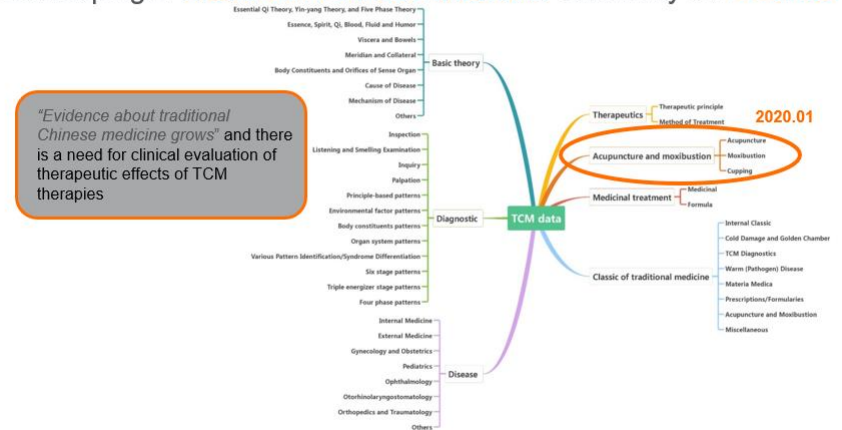 Essential Qi Theory, Yin-yang Theory, and Five Phase Theory
Essence, Spirit, Qi, Blood, Fluid and Humor
Viscera and Bowels
Meridian and Collateral
Body Constituents and Orifices of Sense Organ
Cause of Disease
Mechanism of Disease
Others
Basic theory
"Evidence about traditional
Chinese medicine grows" and there
is a need for clinical evaluation of
therapeutic effects of TCM
therapies
Inspection
Listening and Smelling Examination
Inquiry
Palpation
Principle-based patterns
Environmental factor patterns
Body constituents patterns
Organ system patterns
Various Pattern Identification/Syndrome Differentiation
Six stage patterns
Triple energizer stage patterns
Four phase patterns
Diagnostic
Internal Medicine
External Medicine
Gynecology and Obstetrics
Pediatrics
Ophthalmology
Otorhinolaryngostomatology
Orthopedics and Traumatology
Others
Disease
TCM data
Therapeutics
Therapeutic principle
Method of Treatment
2020.01
Acupuncture and moxibustion
Acupuncture
Moxibustion
Cupping
Medicinal treatment
Medicinal
Formula
Classic of traditional medicine
Internal Classic
Cold Damage and Golden Chamber
TCM Diagnostics
Warm (Pathogen) Disease
Materia Medica
Prescriptions/Formularies
Acupuncture and Moxibustion
Miscellaneous